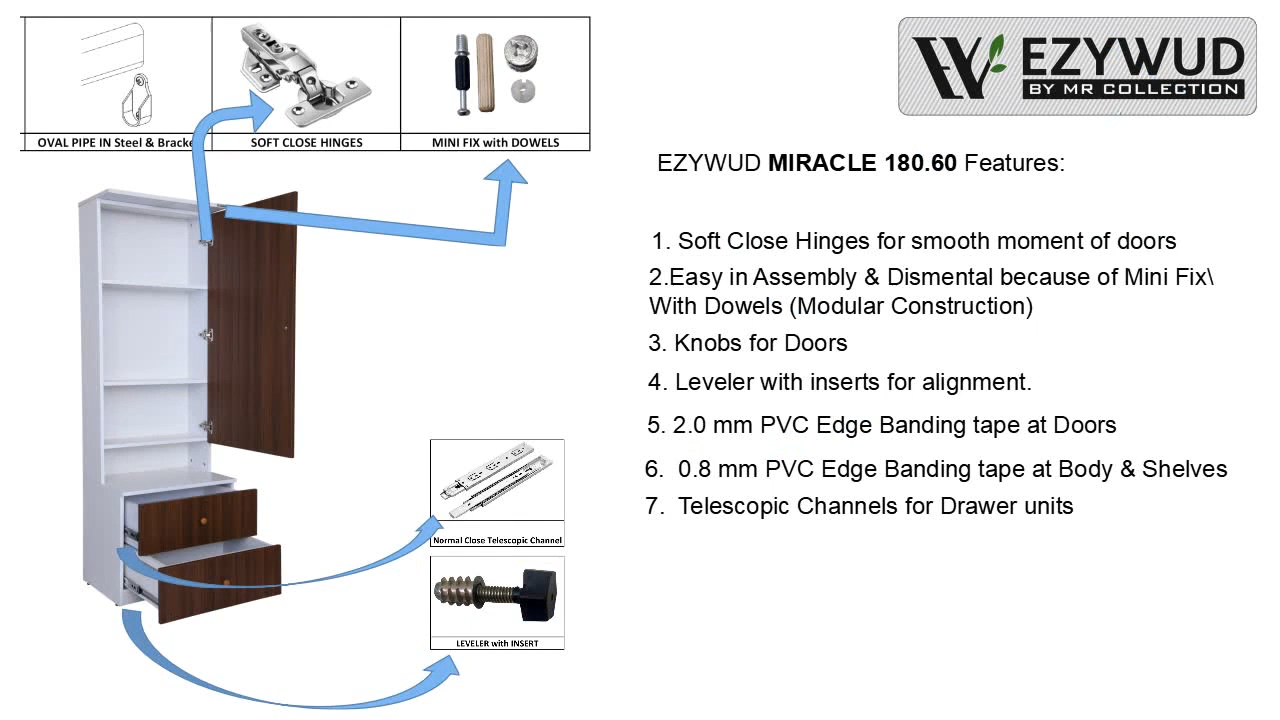 OVAL PIPE IN Steel & Bracke
SOFT CLOSE HINGES
MINI FIX with DOWELS
EZYWUD
BY MR COLLECTION
EZYWUD MIRACLE 180.60 Features:
1. Soft Close Hinges for smooth moment of doors
2.Easy in Assembly & Dismental because of Mini Fix\
With Dowels (Modular Construction)
3. Knobs for Doors
4. Leveler with inserts for alignment.
5. 2.0 mm PVC Edge Banding tape at Doors
6. 0.8 mm PVC Edge Banding tape at Body & Shelves
7. Telescopic Channels for Drawer units
Normal Close Telescopic Channel
LEVELER with INSERT